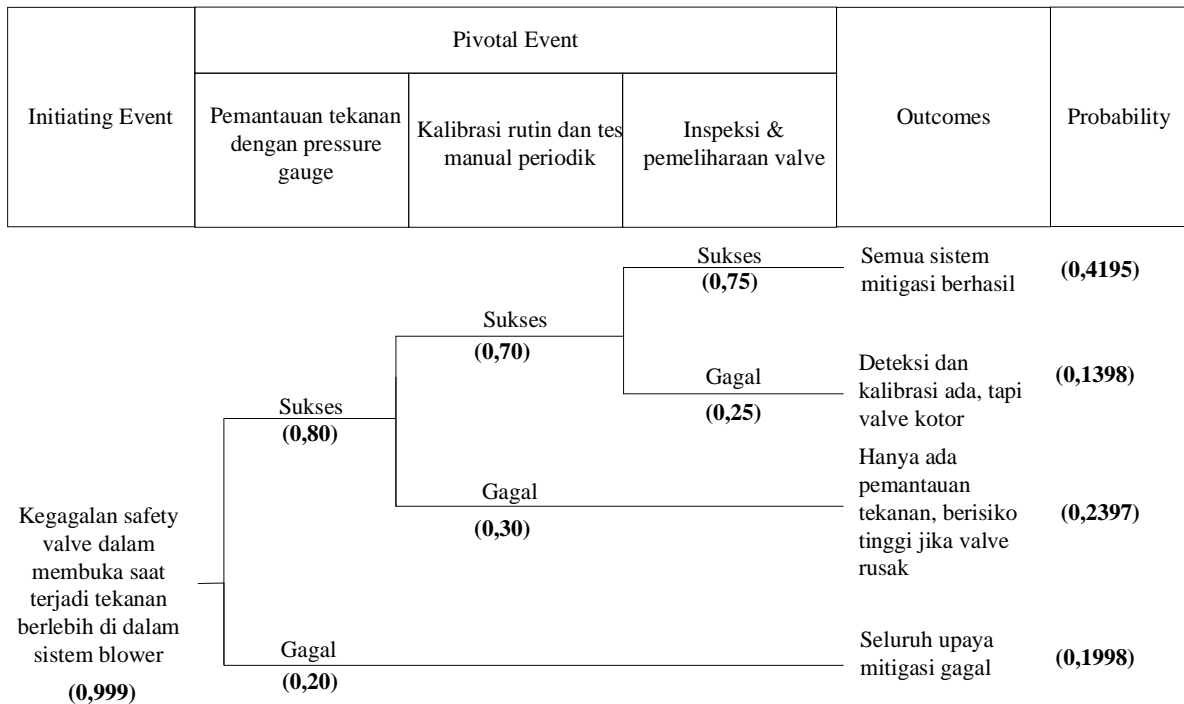 Pivotal Event
Initiating Event
Pemantauan tekanan
dengan pressure
gauge
Kalibrasi rutin dan tes
manual periodik
Inspeksi &
pemeliharaan valve
Outcomes
Probability
Sukses
(0,75)
Semua sistem
mitigasi berhasil
(0,4195)
Sukses
(0,70)
Gagal
(0,25)
Deteksi dan
kalibrasi ada, tapi
valve kotor
(0,1398)
Sukses
(0,80)
Gagal
(0,30)
Hanya ada
pemantauan
tekanan, berisiko
tinggi jika valve
rusak
(0,2397)
Kegagalan safety
valve dalam
membuka saat
terjadi tekanan
berlebih di dalam
sistem blower
(0,999)
Gagal
(0,20)
Seluruh upaya
mitigasi gagal
(0,1998)